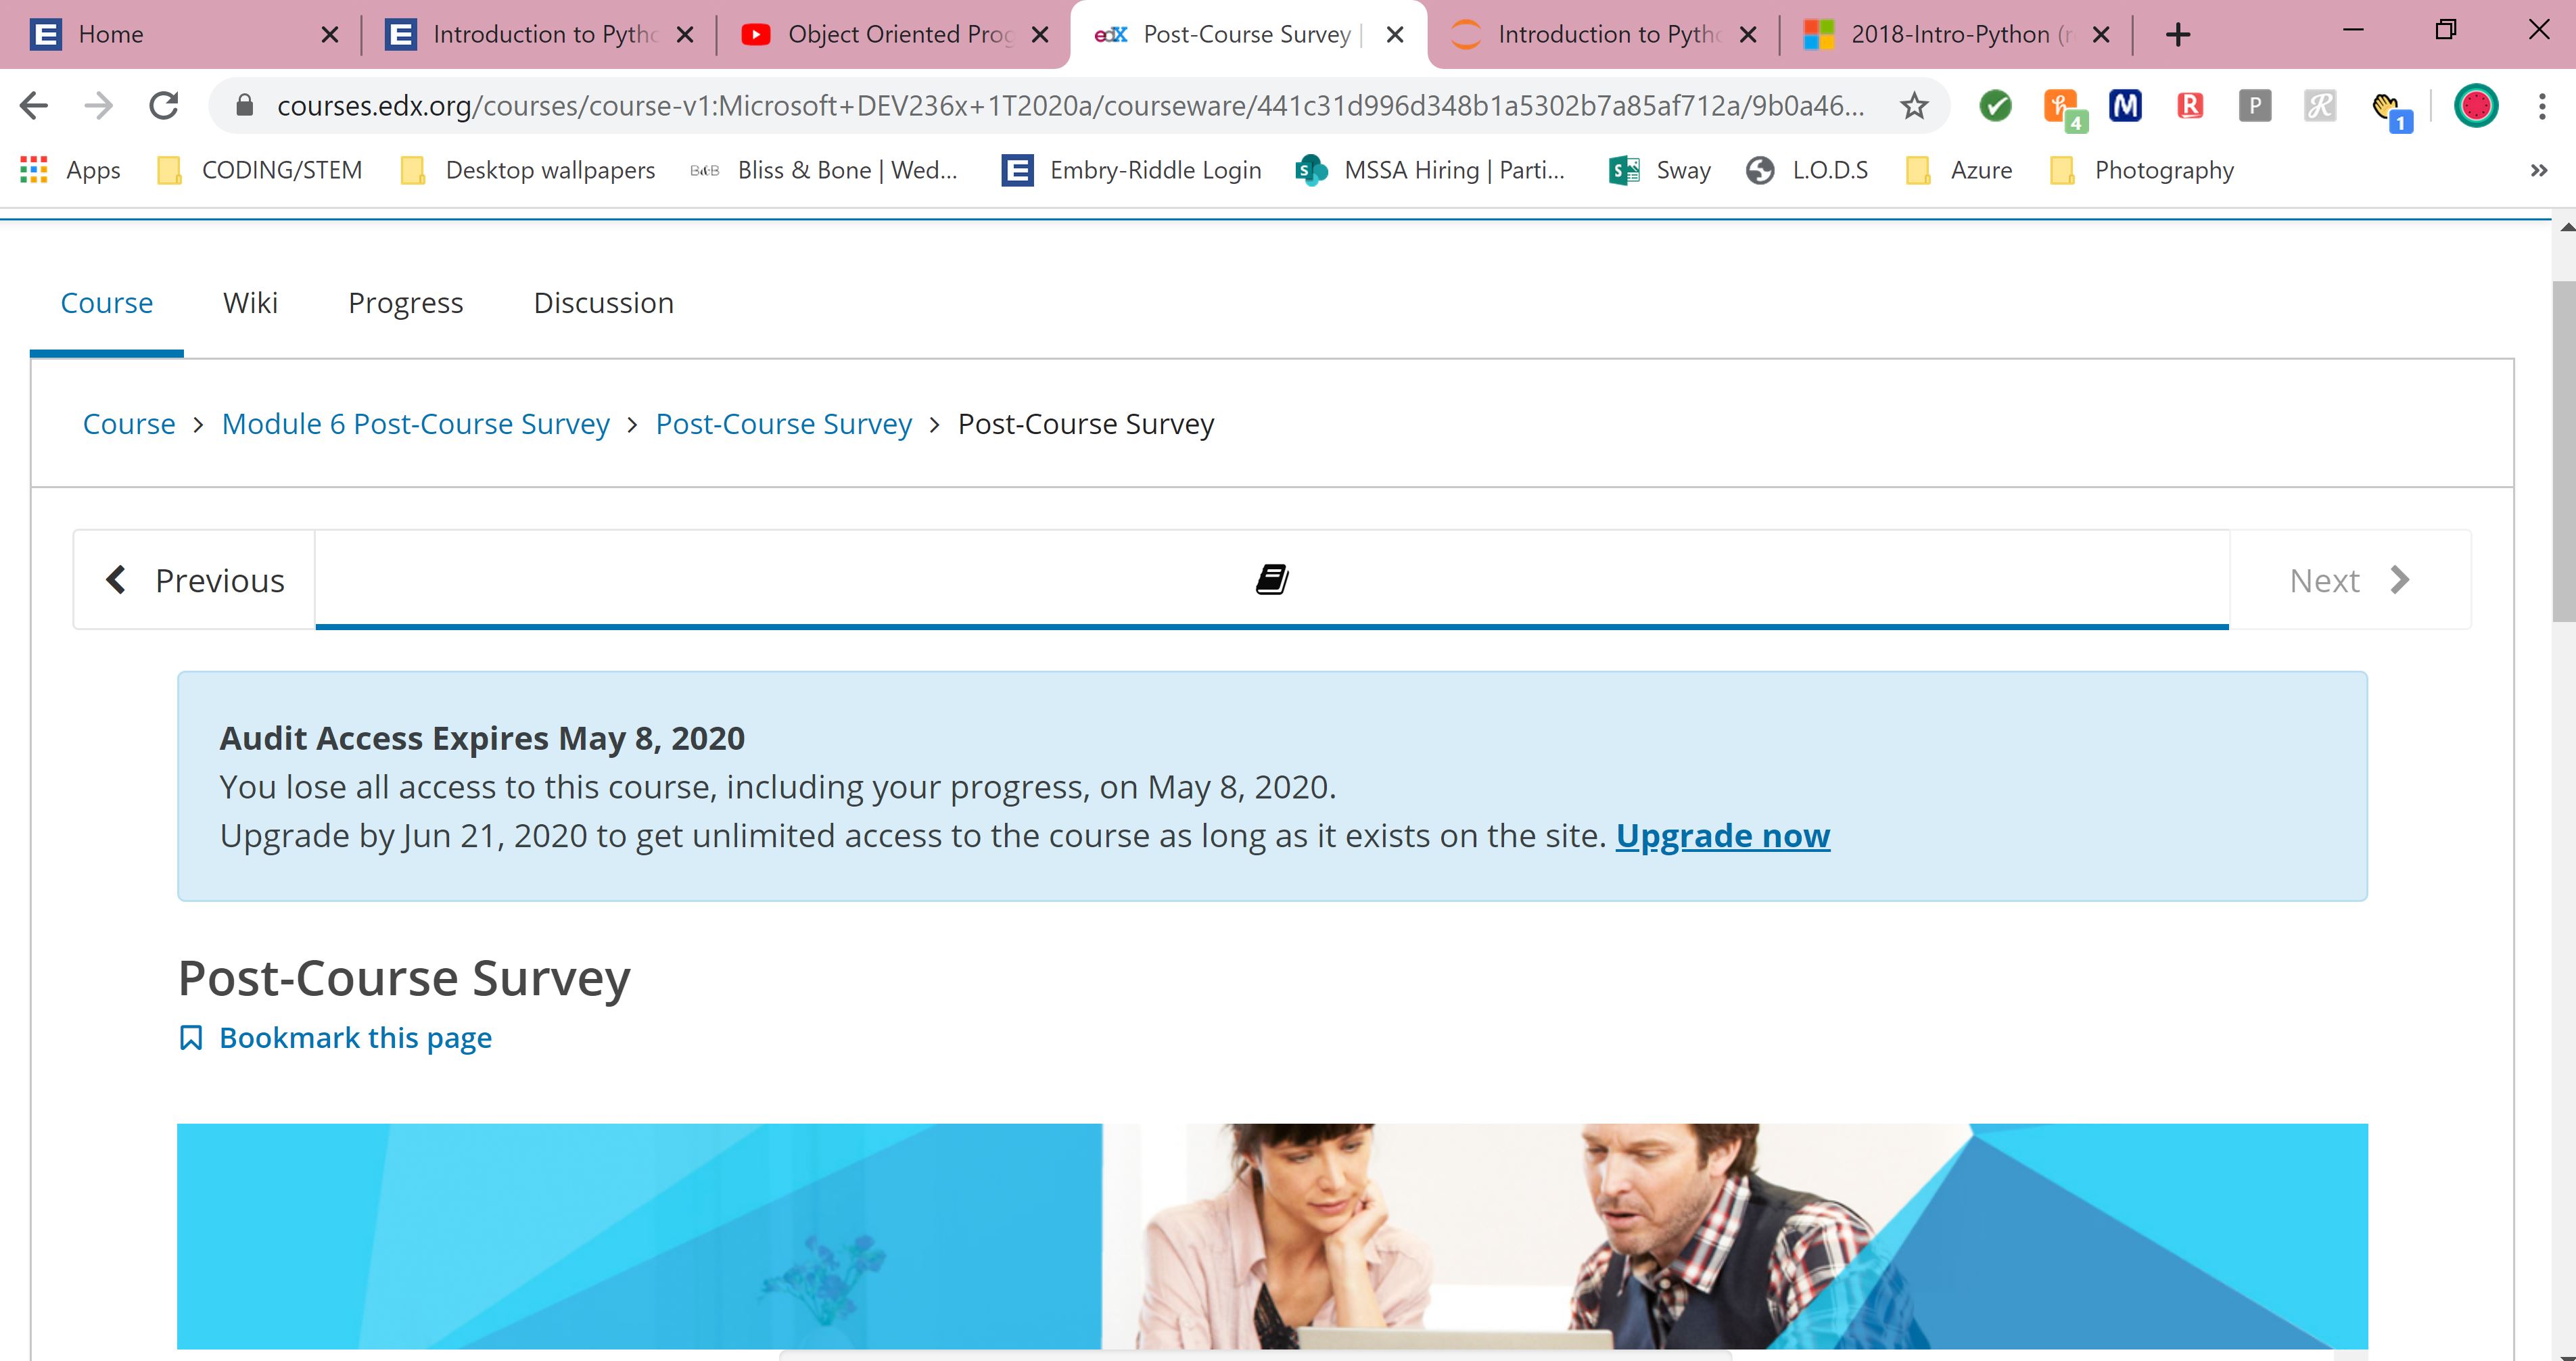 Home
Introduction to Pytho
Object Oriented Prog
edX Post-Course Survey |
Introduction to Pytho
2018-Intro-Python (r
courses.edx.org/courses/course-v1:Microsoft+DEV236x+1T2020a/courseware/441c31d996d348b1a5302b7a85af712a/9b0a46...
4
M
R
P
R
1
Apps
CODING/STEM
Desktop wallpapers
B&B Bliss & Bone | Wed...
Embry-Riddle Login
MSSA Hiring | Parti...
Sway
L.O.D.S
Azure
Photography
Course
Wiki
Progress
Discussion
Course > Module 6 Post-Course Survey > Post-Course Survey > Post-Course Survey
Previous
Next
Audit Access Expires May 8, 2020
You lose all access to this course, including your progress, on May 8, 2020.
Upgrade by Jun 21, 2020 to get unlimited access to the course as long as it exists on the site. Upgrade now
Post-Course Survey
Bookmark this page